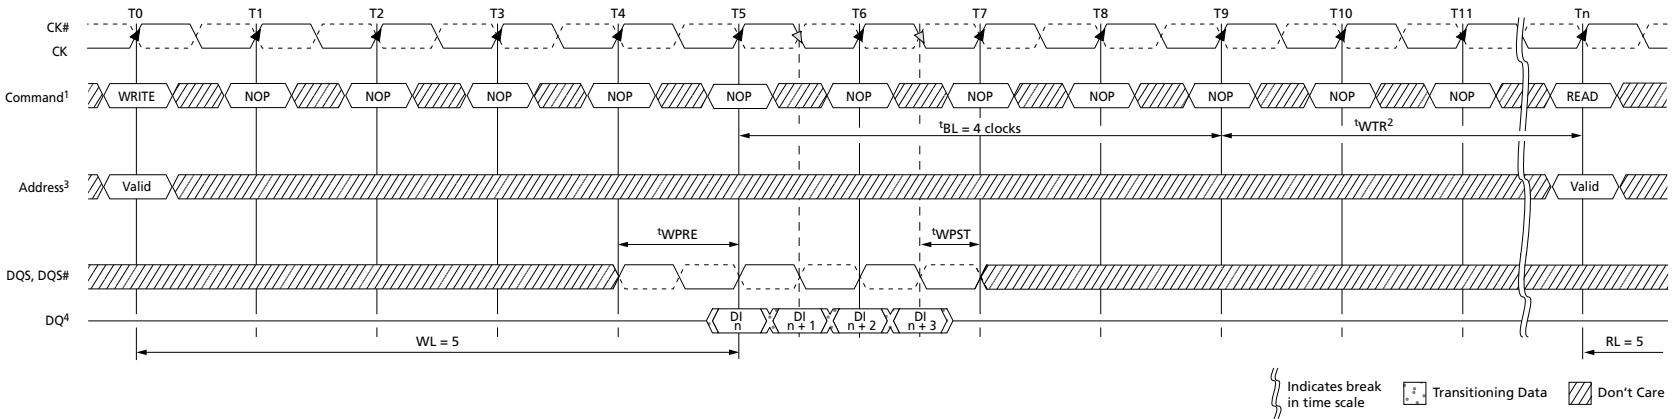 T0 T1 T2 T3 T4 T5 T6 T7 T8 T9 T10 T11 Tn
CK#
CK
Command¹ WRITE NOP NOP NOP NOP NOP NOP NOP NOP NOP NOP NOP READ
ᵗBL = 4 clocks ᵗWTR²
Address³ Valid Valid
ᵗWPRE ᵗWPST
DQS, DQS#
DQ⁴ DI n DI n + 1 DI n + 2 DI n + 3
WL = 5 RL = 5
Indicates break in time scale
Transitioning Data
Don't Care